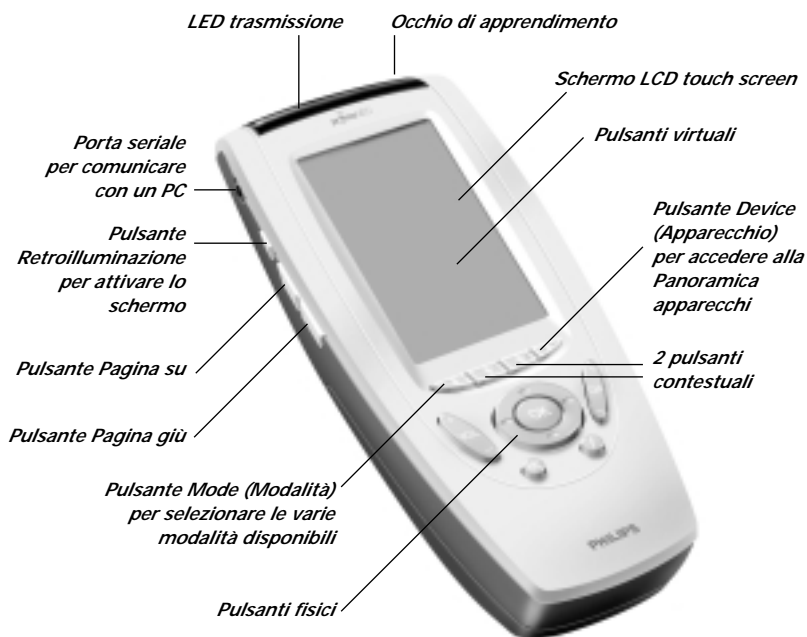 LED trasmissione
Occhio di apprendimento
Schermo LCD touch screen
Pulsanti virtuali
Porta seriale
per comunicare
con un PC
Pulsante
Retroilluminazione
per attivare lo
schermo
Pulsante Device
(Apparecchio)
per accedere alla
Panoramica
apparecchi
Pulsante Pagina su
2 pulsanti
contestuali
Pulsante Pagina giù
Pulsante Mode (Modalità)
per selezionare le varie
modalità disponibili
Pulsanti fisici
OK
PHILIPS